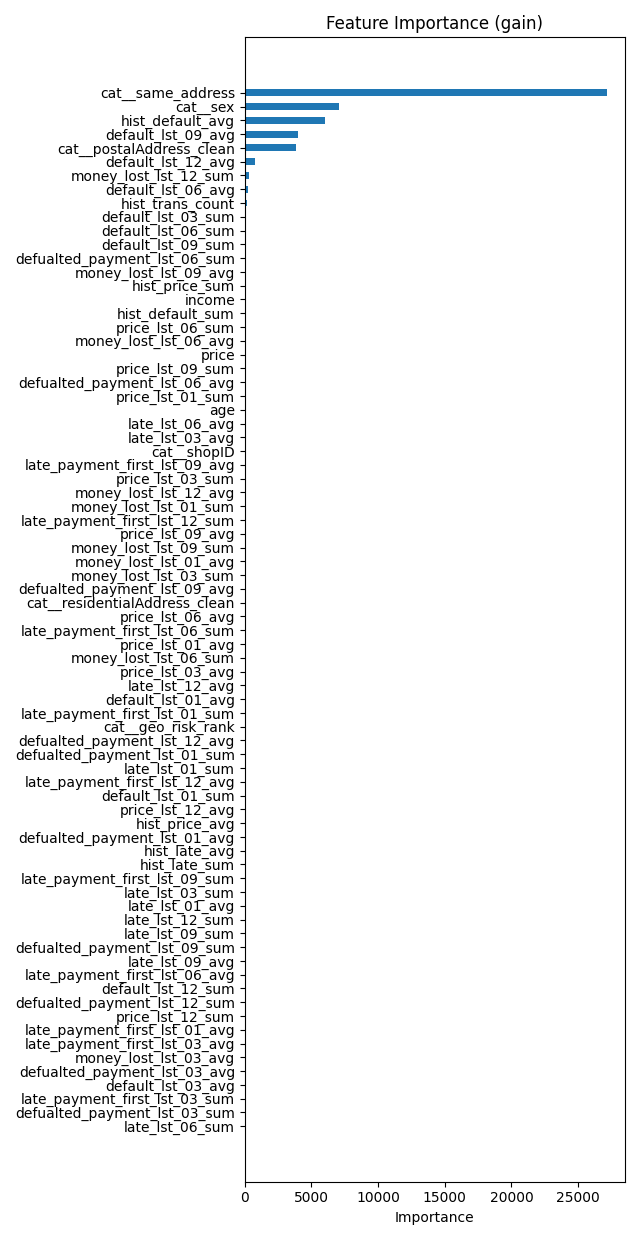 Feature Importance (gain)
cat__same_address
cat__sex
hist_default_avg
default_lst_09_avg
cat__postalAddress_clean
default_lst_12_avg
money_lost_lst_12_sum
default_lst_06_avg
hist_trans_count
default_lst_03_sum
default_lst_06_sum
default_lst_09_sum
defualted_payment_lst_06_sum
money_lost_lst_09_avg
hist_price_sum
income
hist_default_sum
price_lst_06_sum
money_lost_lst_06_avg
price
price_lst_09_sum
defualted_payment_lst_06_avg
price_lst_01_sum
age
late_lst_06_avg
late_lst_03_avg
cat__shopID
late_payment_first_lst_09_avg
price_lst_03_sum
money_lost_lst_12_avg
money_lost_lst_01_sum
late_payment_first_lst_12_sum
price_lst_09_avg
money_lost_lst_09_sum
money_lost_lst_01_avg
money_lost_lst_03_sum
defualted_payment_lst_09_avg
cat__residentialAddress_clean
price_lst_06_avg
late_payment_first_lst_06_sum
price_lst_01_avg
money_lost_lst_06_sum
price_lst_03_avg
late_lst_12_avg
default_lst_01_avg
late_payment_first_lst_01_sum
cat__geo_risk_rank
defualted_payment_lst_12_avg
defualted_payment_lst_01_sum
late_lst_01_sum
late_payment_first_lst_12_avg
default_lst_01_sum
price_lst_12_avg
hist_price_avg
defualted_payment_lst_01_avg
hist_late_avg
hist_late_sum
late_payment_first_lst_09_sum
late_lst_03_sum
late_lst_01_avg
late_lst_12_sum
late_lst_09_sum
defualted_payment_lst_09_sum
late_lst_09_avg
late_payment_first_lst_06_avg
default_lst_12_sum
defualted_payment_lst_12_sum
price_lst_12_sum
late_payment_first_lst_01_avg
late_payment_first_lst_03_avg
money_lost_lst_03_avg
defualted_payment_lst_03_avg
default_lst_03_avg
late_payment_first_lst_03_sum
defualted_payment_lst_03_sum
late_lst_06_sum
0 5000 10000 15000 20000 25000
Importance